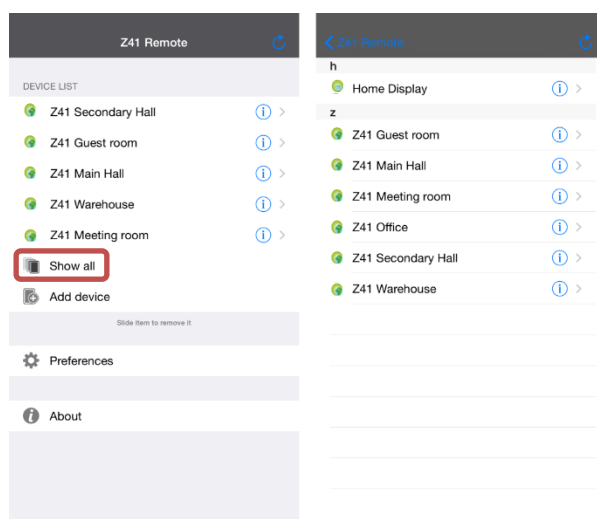 Z41 Remote
DEVICE LIST
Z41 Secondary Hall
Z41 Guest room
Z41 Main Hall
Z41 Warehouse
Z41 Meeting room
Show all
Add device
Slide item to remove it
Preferences
About
Z41 Remote
h
Home Display
z
Z41 Guest room
Z41 Main Hall
Z41 Meeting room
Z41 Office
Z41 Secondary Hall
Z41 Warehouse